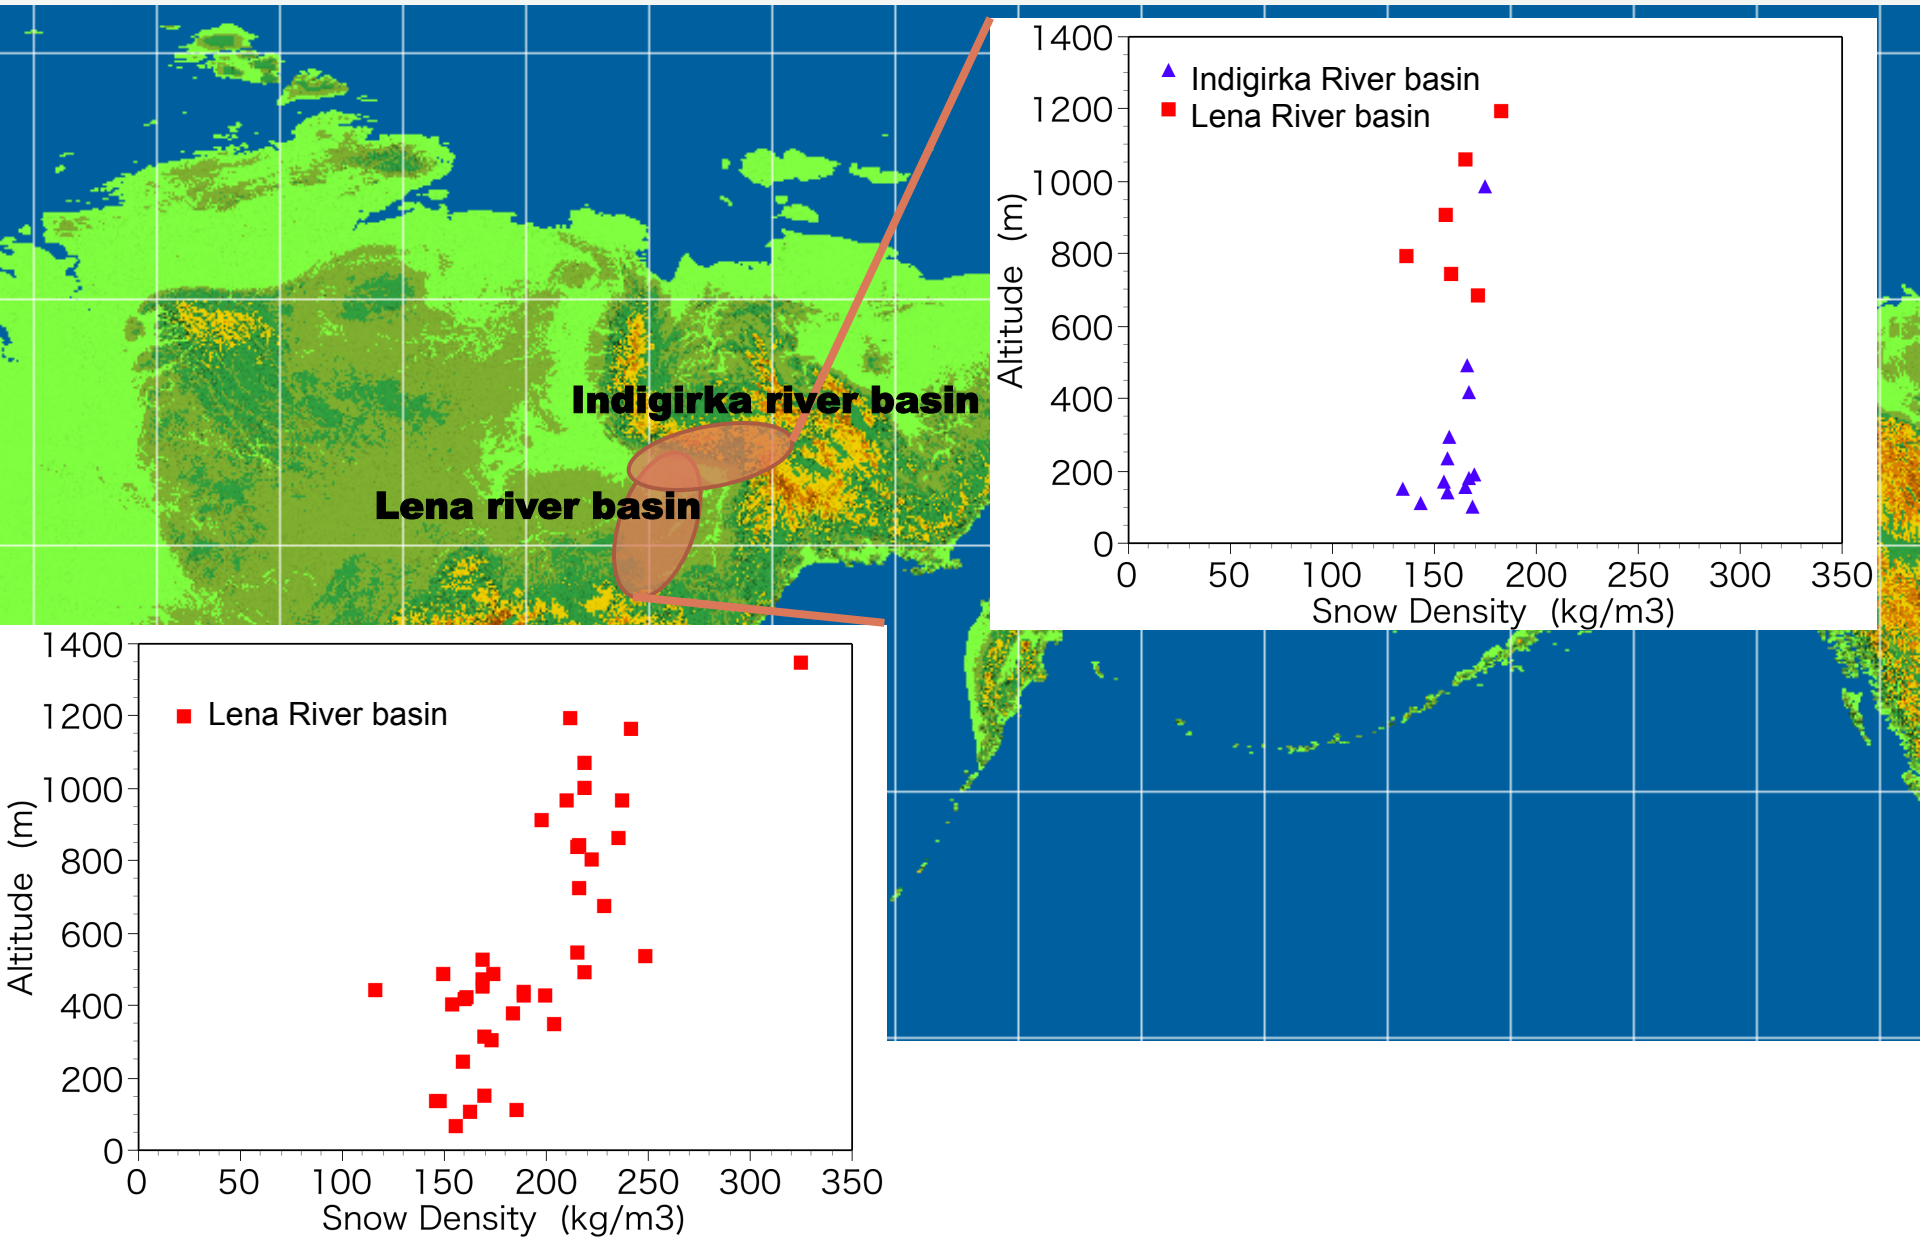 1400
Indigirka River basin
1200
Lena River basin
1000
800
600
400
200
0
Altitude (m)
0 50 100 150 200 250 300 350
Snow Density (kg/m3)
Indigirka river basin
Lena river basin
1400
1200
Lena River basin
1000
800
600
400
200
0
Altitude (m)
0 50 100 150 200 250 300 350
Snow Density (kg/m3)